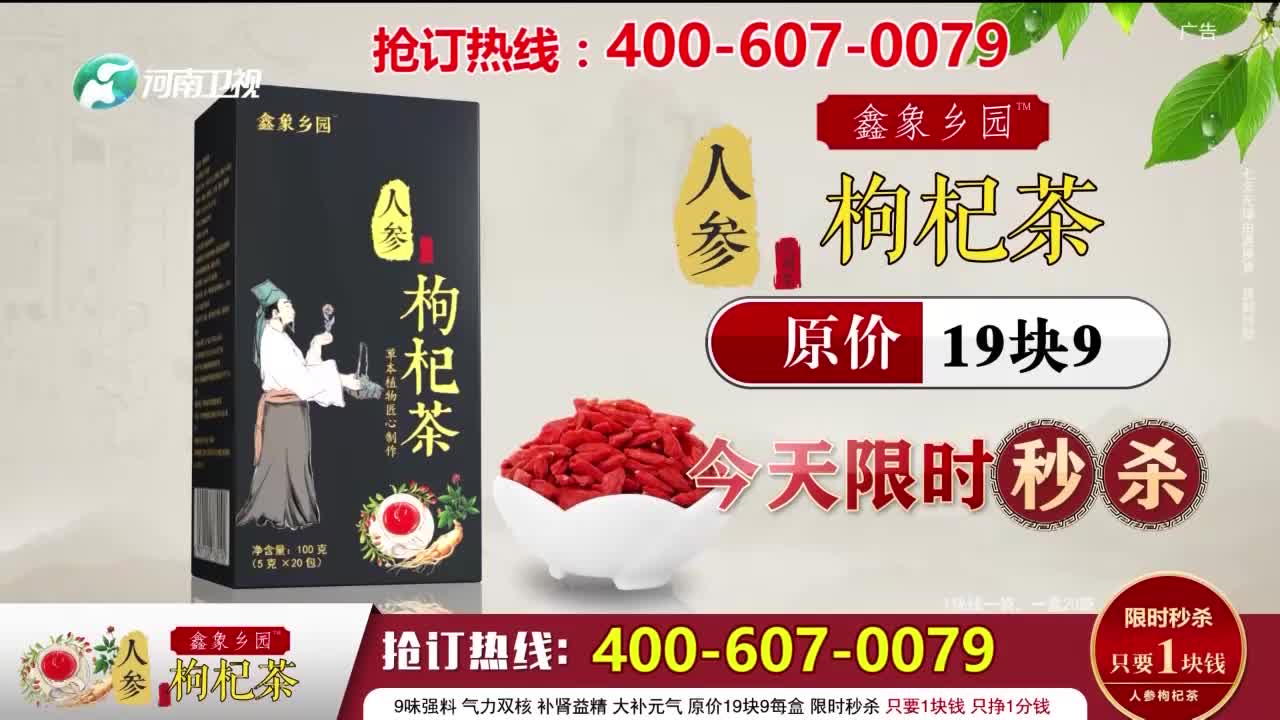 抢订热线：400-607-0079
广告
河南卫视
鑫象乡园™
人参
枸杞茶
草本植物匠心制作
净含量：100克
（5克×20包）
鑫象乡园™
人参
枸杞茶
原价 19块9
今天限时秒杀
鑫象乡园™
人参
枸杞茶
抢订热线：400-607-0079
限时秒杀
只要1块钱
人参枸杞茶
9味强料 气力双核 补肾益精 大补元气 原价19块9每盒 限时秒杀 只要1块钱 只挣1分钱